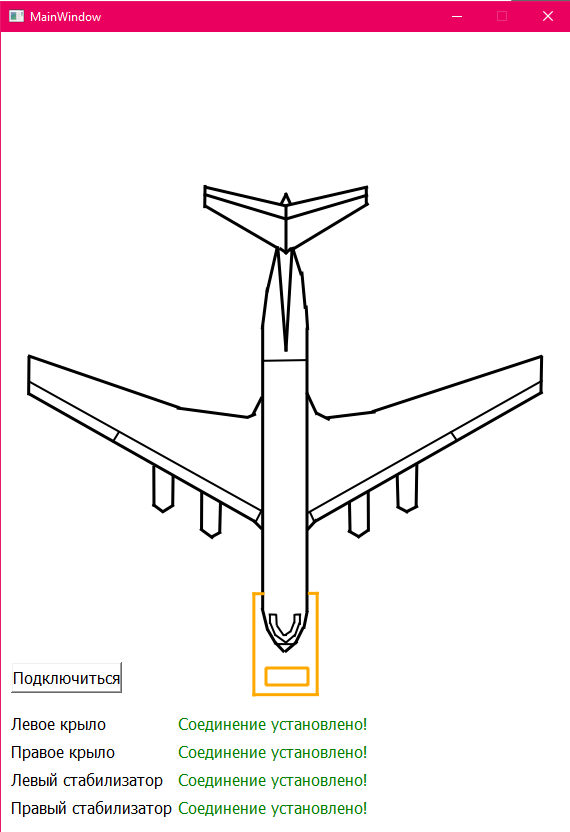 MainWindow
Подключиться
Левое крыло Соединение установлено!
Правое крыло Соединение установлено!
Левый стабилизатор Соединение установлено!
Правый стабилизатор Соединение установлено!